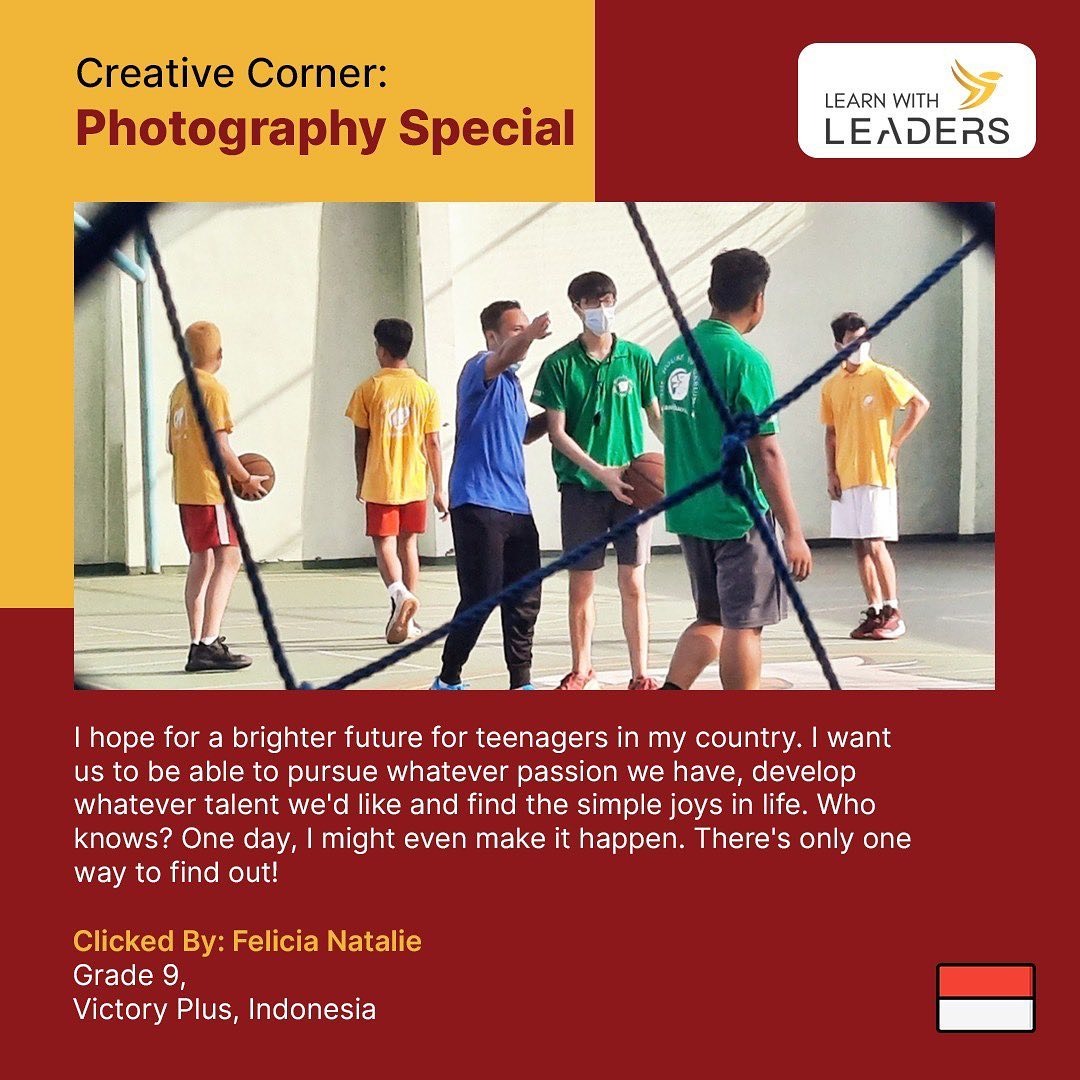 Creative Corner:
Photography Special
LEARN WITH
LEADERS
I hope for a brighter future for teenagers in my country. I want
us to be able to pursue whatever passion we have, develop
whatever talent we'd like and find the simple joys in life. Who
knows? One day, I might even make it happen. There's only one
way to find out!
Clicked By: Felicia Natalie
Grade 9,
Victory Plus, Indonesia